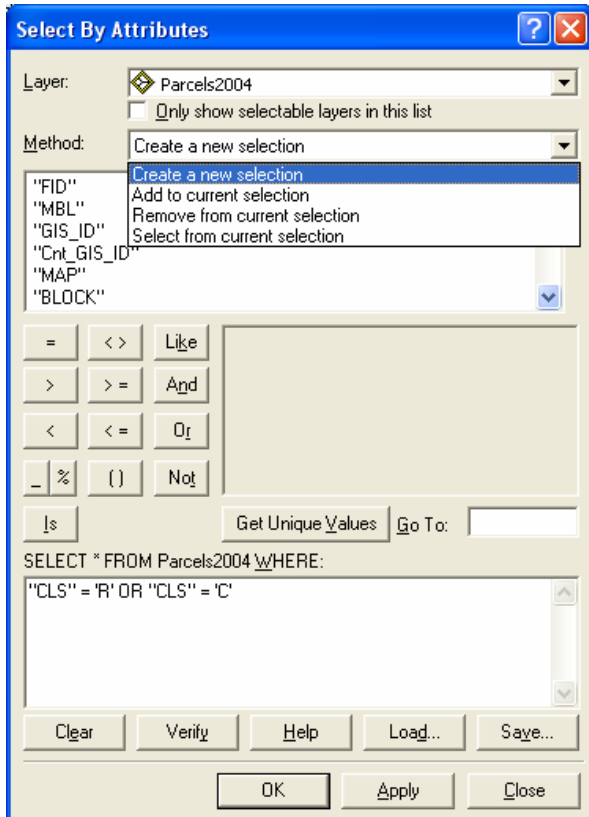 Select By Attributes
Layer: Parcels2004
Only show selectable layers in this list
Method: Create a new selection
Create a new selection
Add to current selection
Remove from current selection
Select from current selection
"FID"
"MBL"
"GIS_ID"
"Cnt_GIS_ID"
"MAP"
"BLOCK"
= < > Like
> > = And
< < = Or
_ % ( ) Not
Is Get Unique Values Go To:
SELECT * FROM Parcels2004 WHERE:
"CLS" = 'R' OR "CLS" = 'C'
Clear Verify Help Load... Save...
OK Apply Close